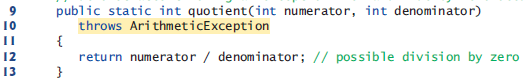 9 public static int quotient(int numerator, int denominator)
10 throws ArithmeticException
11 {
12 return numerator / denominator; // possible division by zero
13 }